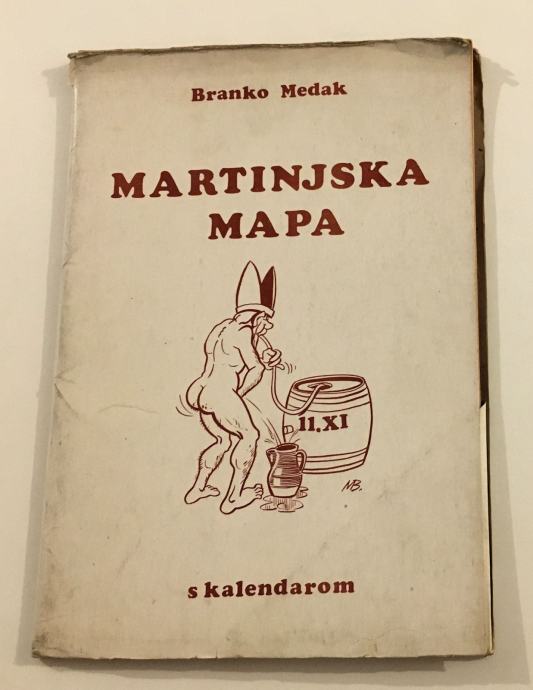 Branko Medak
MARTINJSKA
MAPA
11.XI
MB.
s kalendarom